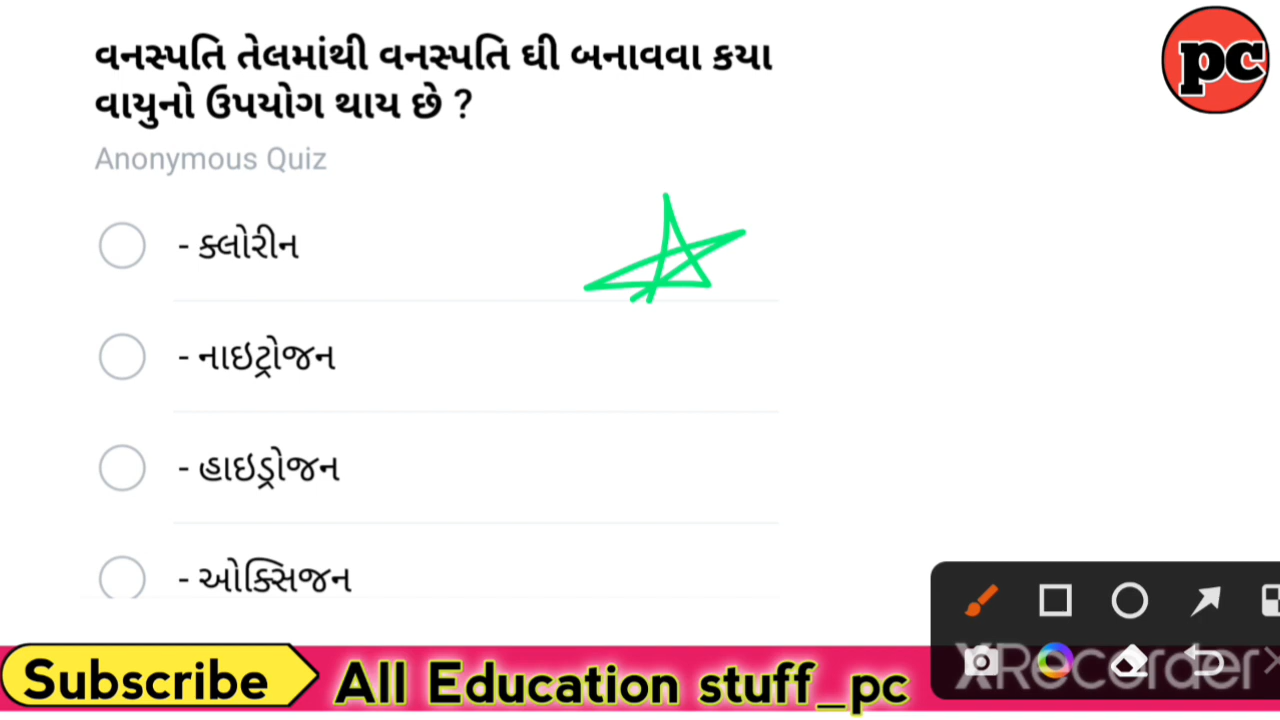 વનસ્પતિ તેલમાંથી વનસ્પતિ ઘી બનાવવા કયા
વાયુનો ઉપયોગ થાય છે ?
Anonymous Quiz
- ક્લોરીન
- નાઇટ્રોજન
- હાઇડ્રોજન
- ઓક્સિજન
pc
XRecorder
Subscribe All Education stuff_pc